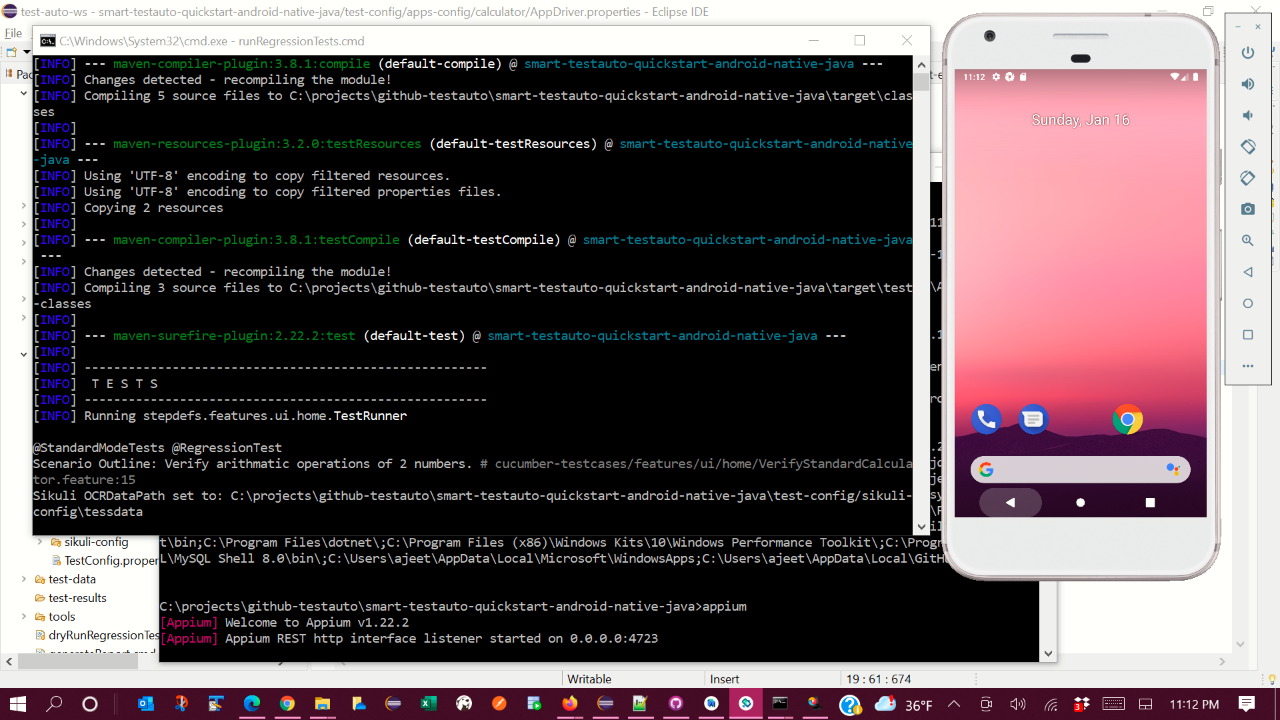 test-auto-ws - smart-testauto-quickstart-android-native-java/test-config/apps-config/calculator/AppDriver.properties - Eclipse IDE
File
C:\Windows\System32\cmd.exe - runRegressionTests.cmd
[INFO] --- maven-compiler-plugin:3.8.1:compile (default-compile) @ smart-testauto-quickstart-android-native-java ---
[INFO] Changes detected - recompiling the module!
[INFO] Compiling 5 source files to C:\projects\github-testauto\smart-testauto-quickstart-android-native-java\target\clas
ses
[INFO]
[INFO] --- maven-resources-plugin:3.2.0:testResources (default-testResources) @ smart-testauto-quickstart-android-native
-java ---
[INFO] Using 'UTF-8' encoding to copy filtered resources.
[INFO] Using 'UTF-8' encoding to copy filtered properties files.
[INFO] Copying 2 resources
[INFO]
[INFO] --- maven-compiler-plugin:3.8.1:testCompile (default-testCompile) @ smart-testauto-quickstart-android-native-java
---
[INFO] Changes detected - recompiling the module!
[INFO] Compiling 3 source files to C:\projects\github-testauto\smart-testauto-quickstart-android-native-java\target\test
-classes
[INFO]
[INFO] --- maven-surefire-plugin:2.22.2:test (default-test) @ smart-testauto-quickstart-android-native-java ---
[INFO]
[INFO] -------------------------------------------------------
[INFO]  T E S T S
[INFO] -------------------------------------------------------
[INFO] Running stepdefs.features.ui.home.TestRunner
@StandardModeTests @RegressionTest
Scenario Outline: Verify arithmatic operations of 2 numbers. # cucumber-testcases/features/ui/home/VerifyStandardCalcula
tor.feature:15
Sikuli OCRDataPath set to: C:\projects\github-testauto\smart-testauto-quickstart-android-native-java\test-config/sikuli-
config\tessdata
sikuli-config
TestConfig.proper
test-data
test-results
tools
dryRunRegressionTes
t\bin;C:\Program Files\dotnet\;C:\Program Files (x86)\Windows Kits\10\Windows Performance Toolkit\;C:\Progr
L\MySQL Shell 8.0\bin\;C:\Users\ajeet\AppData\Local\Microsoft\WindowsApps;C:\Users\ajeet\AppData\Local\GitH
C:\projects\github-testauto\smart-testauto-quickstart-android-native-java>appium
[Appium] Welcome to Appium v1.22.2
[Appium] Appium REST http interface listener started on 0.0.0.0:4723
Writable
Insert
19 : 61 : 674
11:12
Sunday, Jan 16
36°F
11:12 PM